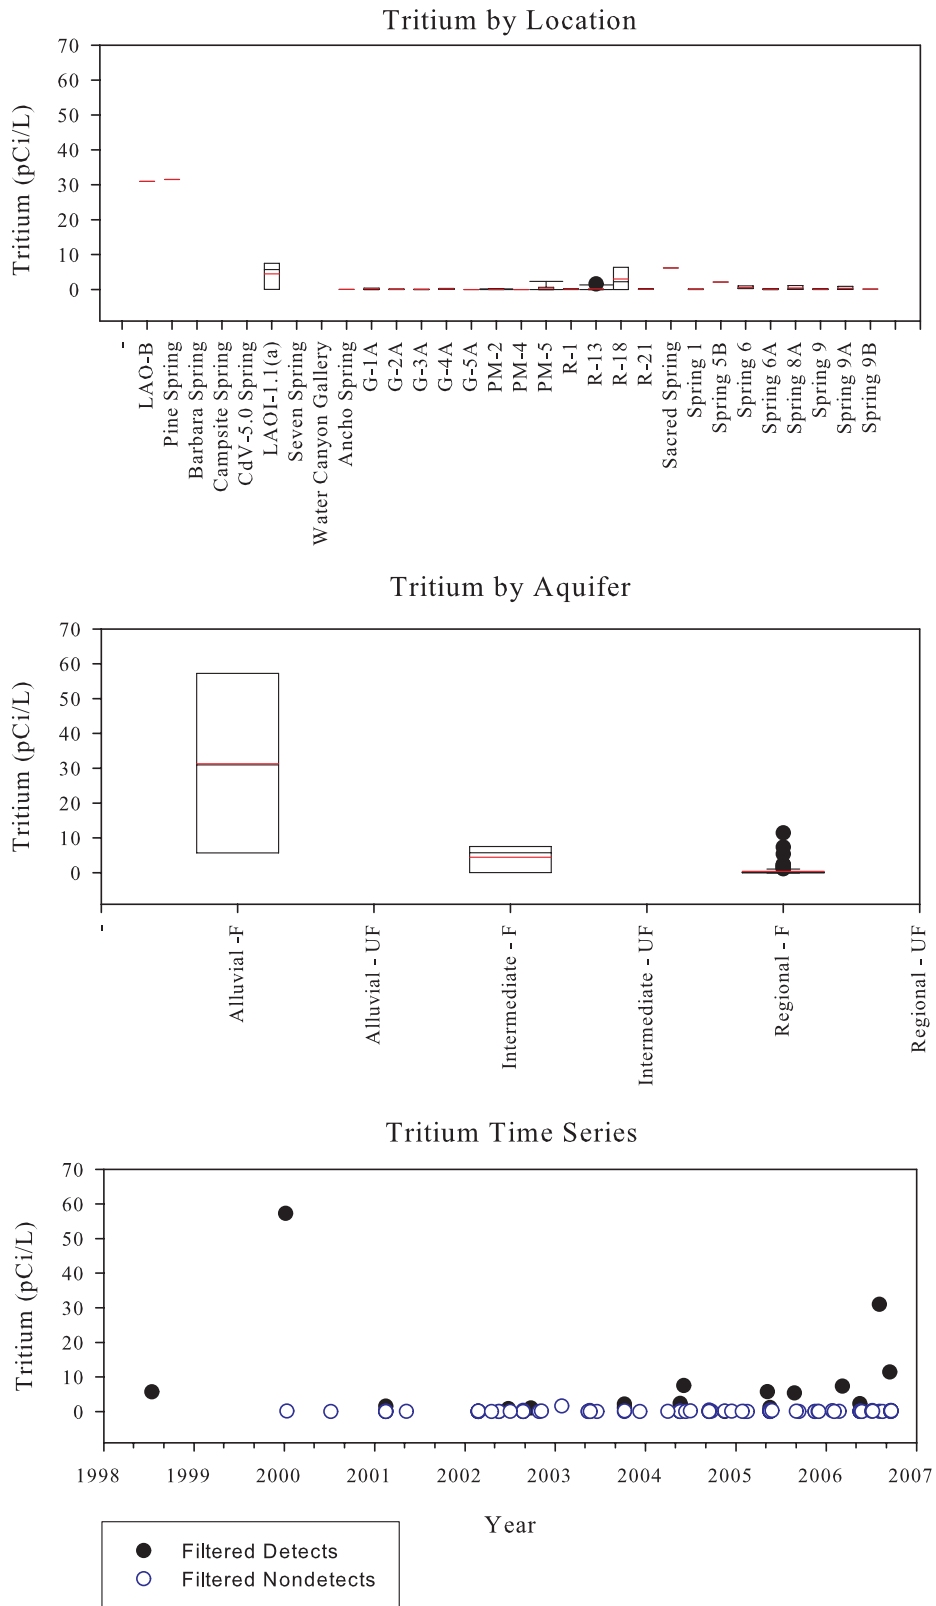 Tritium by Location
70
60
50
40
30
20
10
0
Tritium (pCi/L)
-
LAO-B
Pine Spring
Barbara Spring
Campsite Spring
CdV-5.0 Spring
LAOI-1.1(a)
Seven Spring
Water Canyon Gallery
Ancho Spring
G-1A
G-2A
G-3A
G-4A
G-5A
PM-2
PM-4
PM-5
R-1
R-13
R-18
R-21
Sacred Spring
Spring 1
Spring 5B
Spring 6
Spring 6A
Spring 8A
Spring 9
Spring 9A
Spring 9B
Tritium by Aquifer
70
60
50
40
30
20
10
0
Tritium (pCi/L)
-
Alluvial -F
Alluvial - UF
Intermediate - F
Intermediate - UF
Regional - F
Regional - UF
Tritium Time Series
70
60
50
40
30
20
10
0
Tritium (pCi/L)
1998 1999 2000 2001 2002 2003 2004 2005 2006 2007
Year
Filtered Detects
Filtered Nondetects